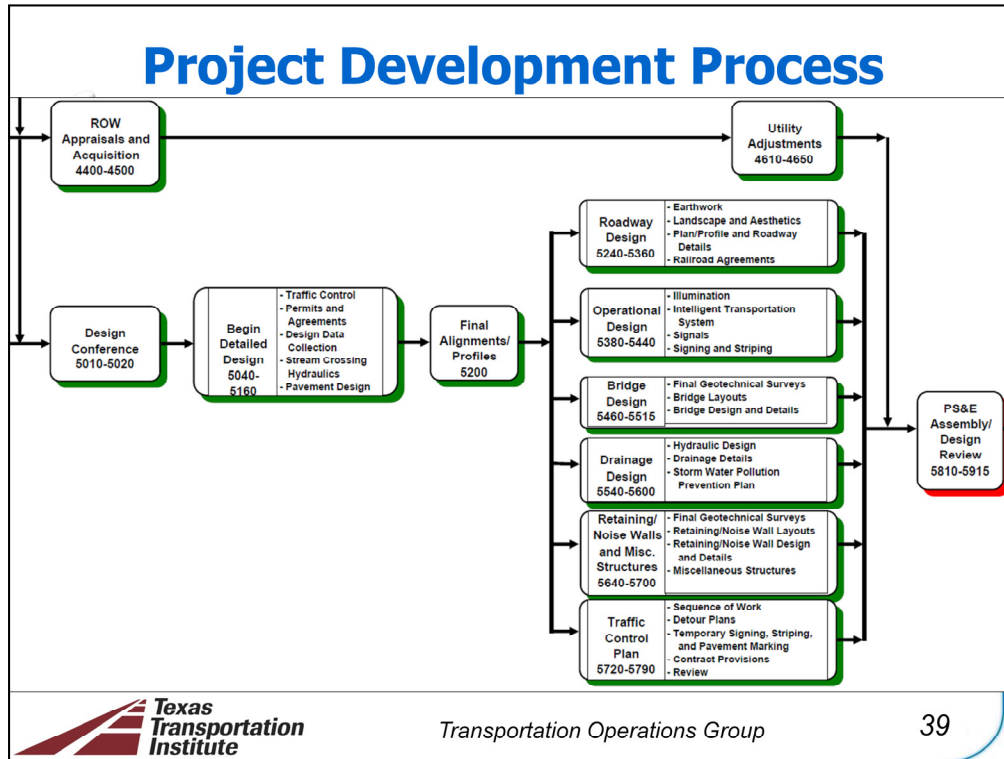 Project Development Process
ROW
Appraisals and
Acquisition
4400-4500
Utility
Adjustments
4610-4650
Roadway
Design
5240-5360
- Earthwork
- Landscape and Aesthetics
- Plan/Profile and Roadway
Details
- Railroad Agreements
Design
Conference
5010-5020
Begin
Detailed
Design
5040-
5160
- Traffic Control
- Permits and
Agreements
- Design Data
Collection
- Stream Crossing
Hydraulics
- Pavement Design
Final
Alignments/
Profiles
5200
Operational
Design
5380-5440
- Illumination
- Intelligent Transportation
System
- Signals
- Signing and Striping
Bridge
Design
5460-5515
- Final Geotechnical Surveys
- Bridge Layouts
- Bridge Design and Details
Drainage
Design
5540-5600
- Hydraulic Design
- Drainage Details
- Storm Water Pollution
Prevention Plan
Retaining/
Noise Walls
and Misc.
Structures
5640-5700
- Final Geotechnical Surveys
- Retaining/Noise Wall Layouts
- Retaining/Noise Wall Design
and Details
- Miscellaneous Structures
Traffic
Control
Plan
5720-5790
- Sequence of Work
- Detour Plans
- Temporary Signing, Striping,
and Pavement Marking
- Contract Provisions
- Review
PS&E
Assembly/
Design
Review
5810-5915
Texas
Transportation
Institute
Transportation Operations Group
39